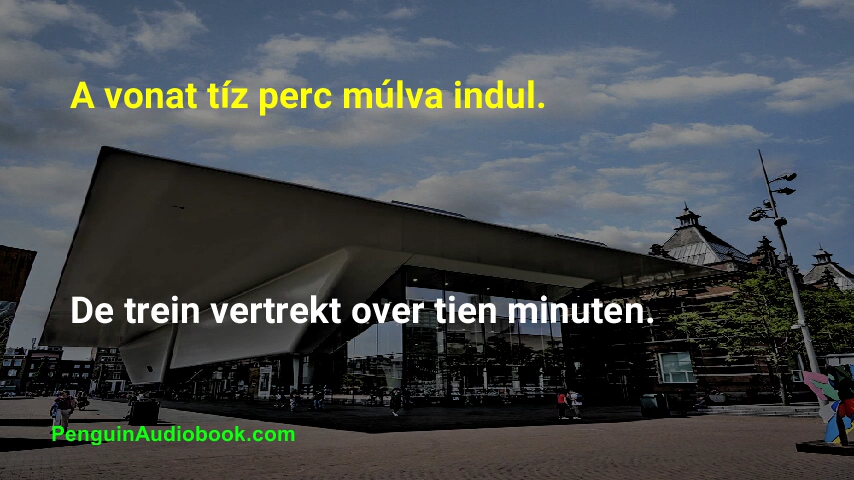 A vonat tíz perc múlva indul.
De trein vertrekt over tien minuten.
PenguinAudiobook.com